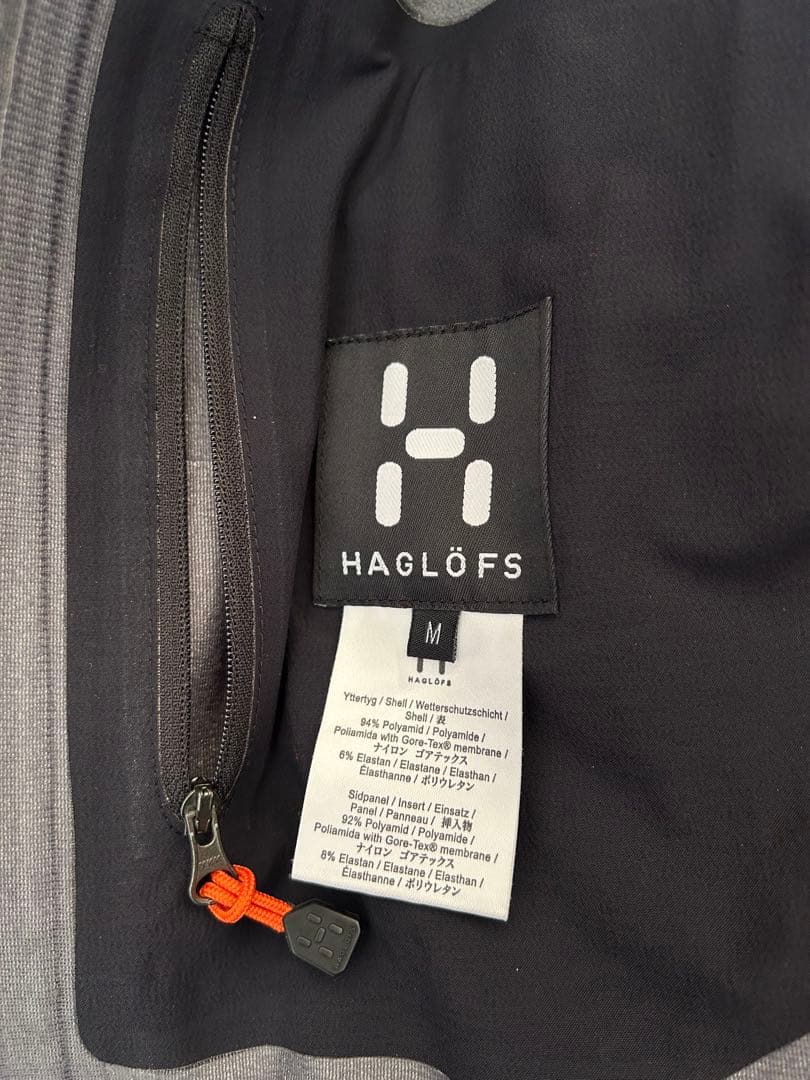 HAGLÖFS
M
HAGLÖFS
Yttertyg / Shell / Wetterschutzschicht /
Shell / 表
94% Polyamid / Polyamide /
Poliamida with Gore-Tex® membrane /
ナイロン ゴアテックス
6% Elastan / Elastane / Elasthan /
Élasthanne / ポリウレタン
Sidpanel / Insert / Einsatz /
Panel / Panneau / 挿入物
92% Polyamid / Polyamide /
Poliamida with Gore-Tex® membrane /
ナイロン ゴアテックス
8% Elastan / Elastane / Elasthan /
Élasthanne / ポリウレタン
HAGLÖFS